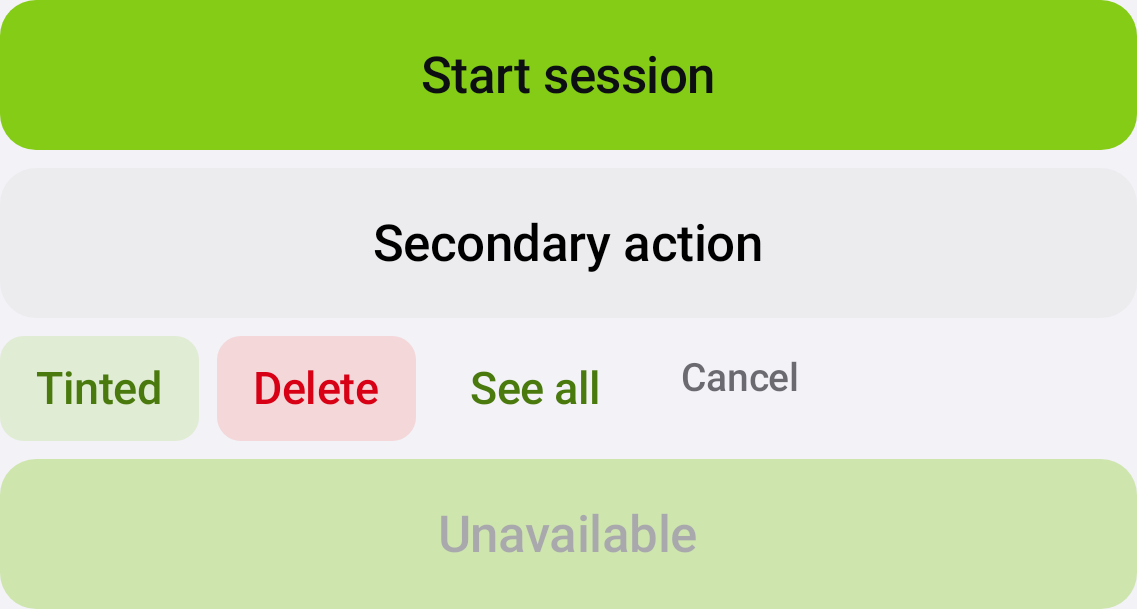 Start session
Secondary action
Tinted Delete See all Cancel
Unavailable